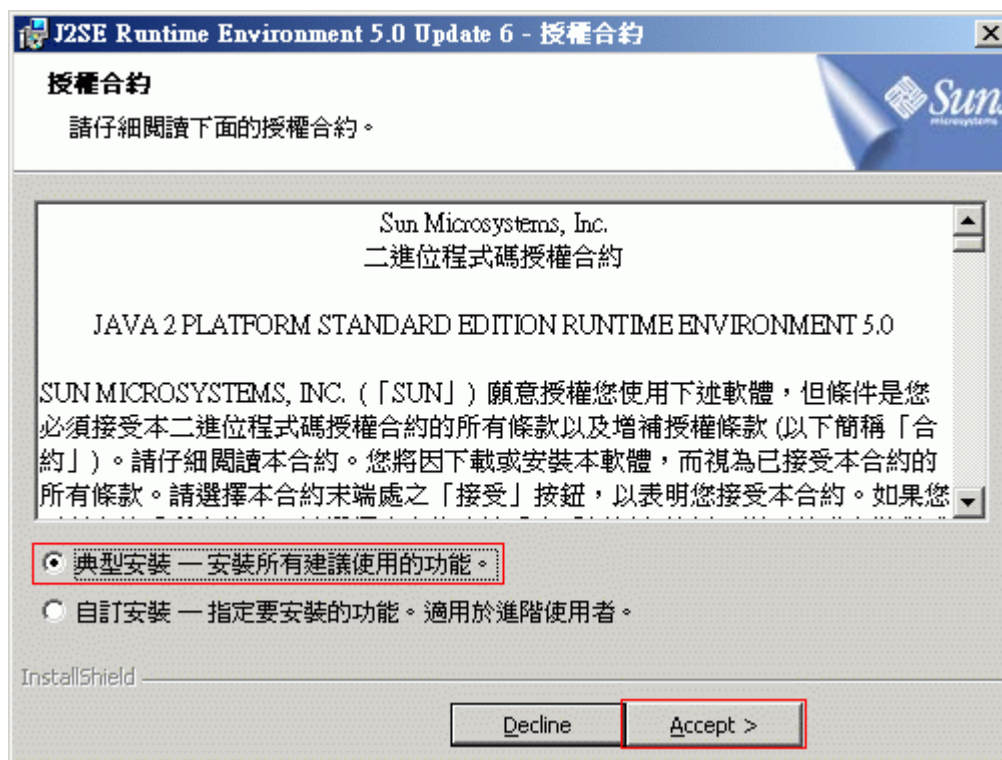 J2SE Runtime Environment 5.0 Update 6 - 授權合約
授權合約
請仔細閱讀下面的授權合約。
Sun
microsystems
Sun Microsystems, Inc.
二進位程式碼授權合約
JAVA 2 PLATFORM STANDARD EDITION RUNTIME ENVIRONMENT 5.0
SUN MICROSYSTEMS, INC. (「SUN」) 願意授權您使用下述軟體，但條件是您
必須接受本二進位程式碼授權合約的所有條款以及增補授權條款 (以下簡稱「合
約」)。請仔細閱讀本合約。您將因下載或安裝本軟體，而視為已接受本合約的
所有條款。請選擇本合約末端處之「接受」按鈕，以表明您接受本合約。如果您
典型安裝 — 安裝所有建議使用的功能。
自訂安裝 — 指定要安裝的功能。適用於進階使用者。
InstallShield
Decline
Accept >